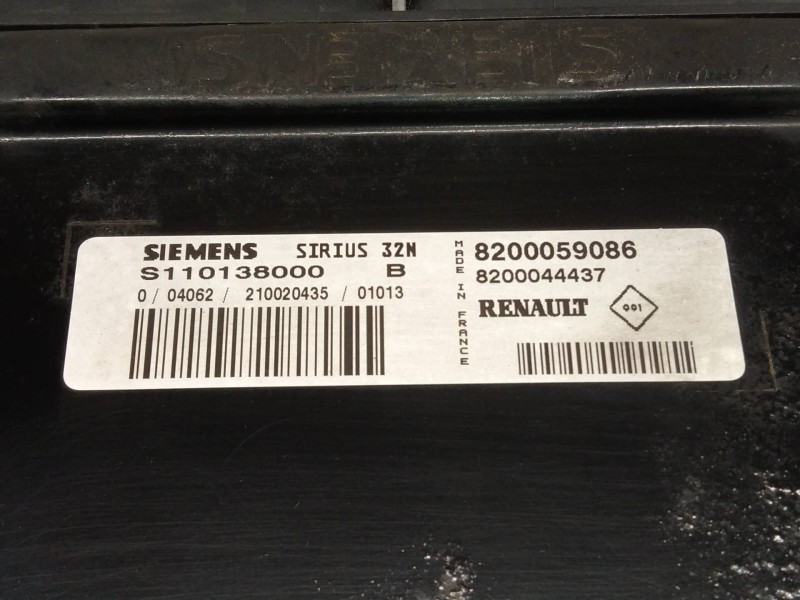 SIEMENS SIRIUS 32N
S110138000 B
0 / 04062 / 210020435 / 01013
MADE IN FRANCE
8200059086
8200044437
RENAULT 001